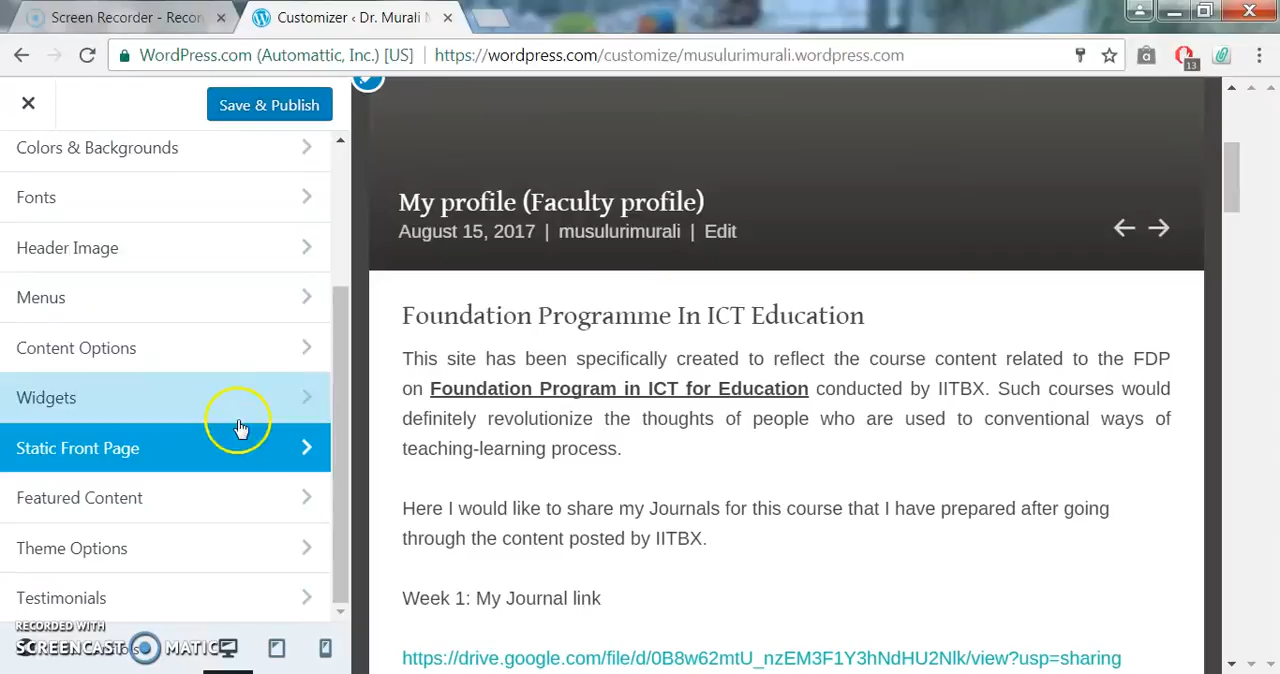 Screen Recorder - Recor
Customizer ‹ Dr. Murali M
WordPress.com (Automattic, Inc.) [US]
https://wordpress.com/customize/musulurimurali.wordpress.com
13
Save & Publish
Colors & Backgrounds
Fonts
Header Image
Menus
Content Options
Widgets
Static Front Page
Featured Content
Theme Options
Testimonials
RECORDED WITH
SCREENCAST MATIC
My profile (Faculty profile)
August 15, 2017 | musulurimurali | Edit
Foundation Programme In ICT Education
This site has been specifically created to reflect the course content related to the FDP
on Foundation Program in ICT for Education conducted by IITBX. Such courses would
definitely revolutionize the thoughts of people who are used to conventional ways of
teaching-learning process.
Here I would like to share my Journals for this course that I have prepared after going
through the content posted by IITBX.
Week 1: My Journal link
https://drive.google.com/file/d/0B8w62mtU_nzEM3F1Y3hNdHU2Nlk/view?usp=sharing